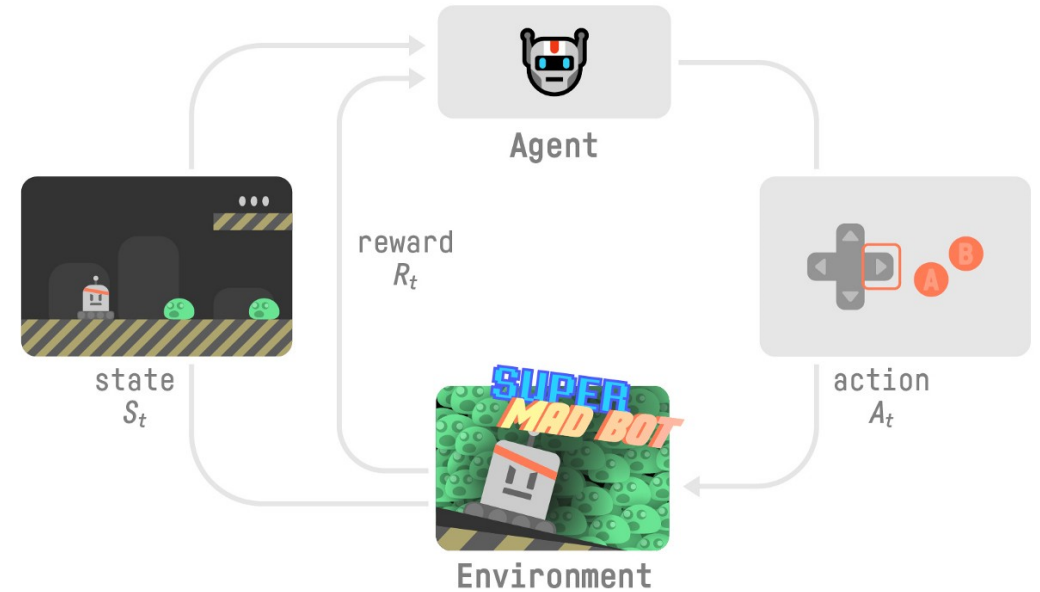 Agent
reward
Rt
B
A
state
St
action
At
SUPER
MAD BOT
Environment